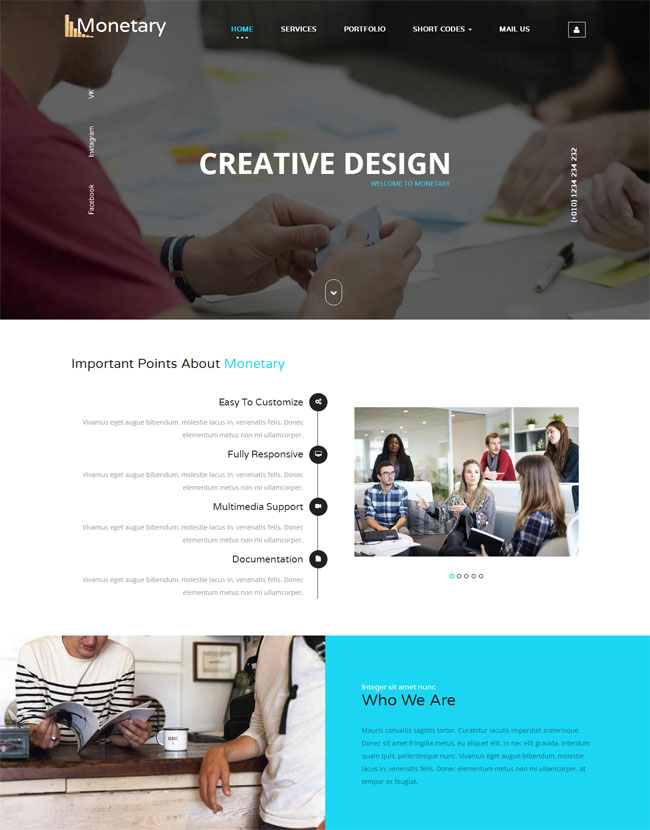 Monetary
HOME SERVICES PORTFOLIO SHORT CODES MAIL US
VK
Instagram
Facebook
CREATIVE DESIGN
WELCOME TO MONETARY
(+010) 1234 234 232
Important Points About Monetary
Easy To Customize
Vivamus eget augue bibendum, molestie lacus in, venenatis felis. Donec
elementum metus non mi ullamcorper.
Fully Responsive
Vivamus eget augue bibendum, molestie lacus in, venenatis felis. Donec
elementum metus non mi ullamcorper.
Multimedia Support
Vivamus eget augue bibendum, molestie lacus in, venenatis felis. Donec
elementum metus non mi ullamcorper.
Documentation
Vivamus eget augue bibendum, molestie lacus in, venenatis felis. Donec
elementum metus non mi ullamcorper.
Integer sit amet nunc
Who We Are
Mauris convallis sagittis tortor. Curabitur iaculis imperdiet scelerisque.
Donec sit amet fringilla metus, eu aliquet elit. in nec elit gravida, interdum
quam quis, pellentesque nunc. Vivamus eget augue bibendum, molestie
lacus in, venenatis felis. Donec elementum metus non mi ullamcorper, at
tempor ex feugiat.